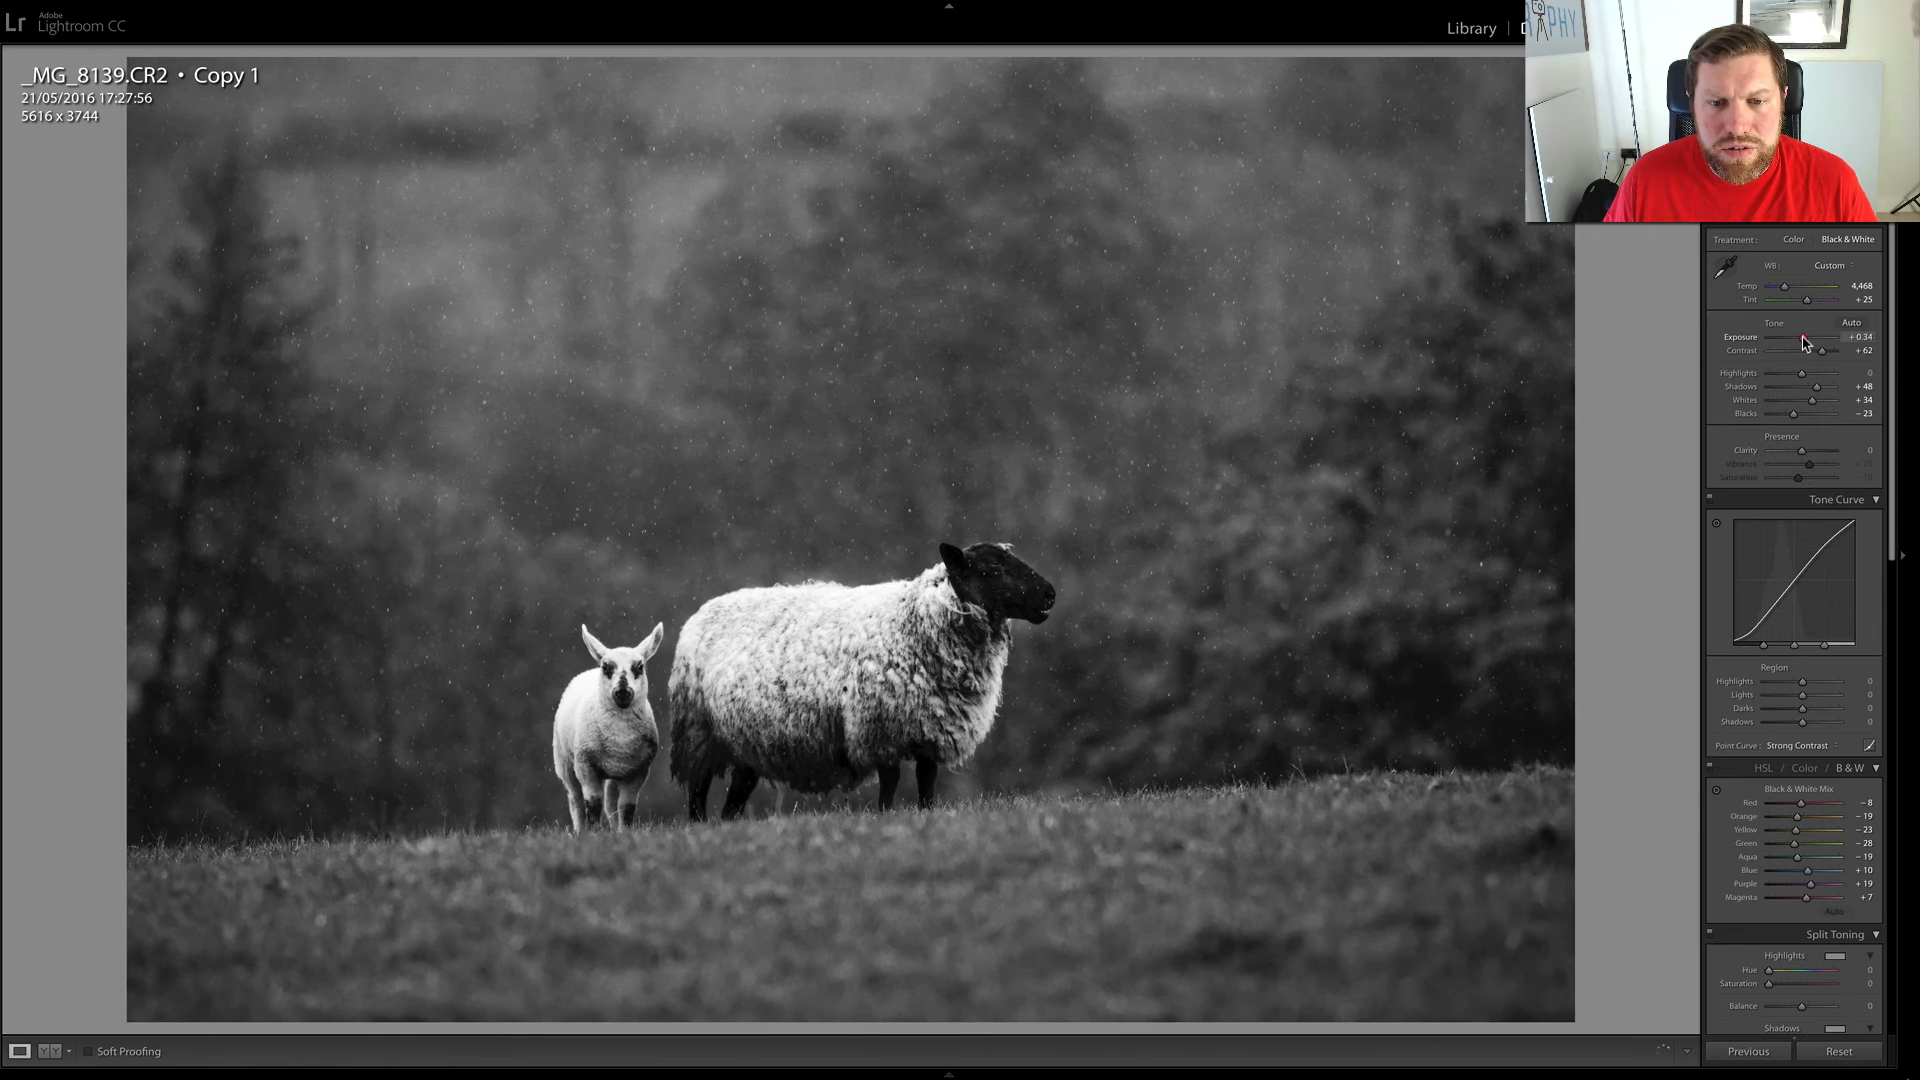 Lr Adobe
Lightroom CC
Library |
PHY
_MG_8139.CR2 • Copy 1
21/05/2016 17:27:56
5616 x 3744
Treatment : Color Black & White
WB : Custom
Temp 4,468
Tint + 25
Tone Auto
Exposure + 0.34
Contrast + 62
Highlights 0
Shadows + 48
Whites + 34
Blacks − 23
Presence
Clarity 0
Vibrance
Saturation
Tone Curve
Region
Highlights 0
Lights 0
Darks 0
Shadows 0
Point Curve : Strong Contrast
HSL / Color / B & W
Black & White Mix
Red − 8
Orange − 19
Yellow − 23
Green − 28
Aqua − 19
Blue + 10
Purple + 19
Magenta + 7
Auto
Split Toning
Highlights
Hue 0
Saturation 0
Balance 0
Shadows
YY Soft Proofing
Previous Reset